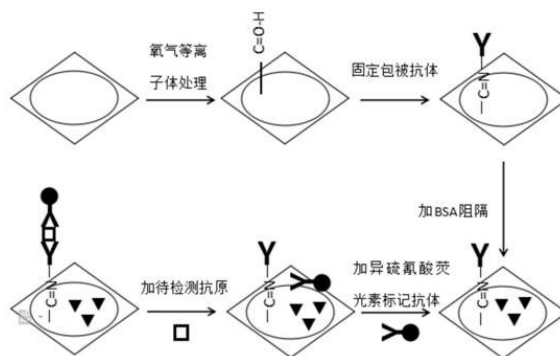 氧气等离
子体处理
— C=O-H
固定包被抗体
— C=N —
加BSA阻隔
— C=N —
加待检测抗原
— C=N —
加异硫氰酸荧
光素标记抗体
— C=N —